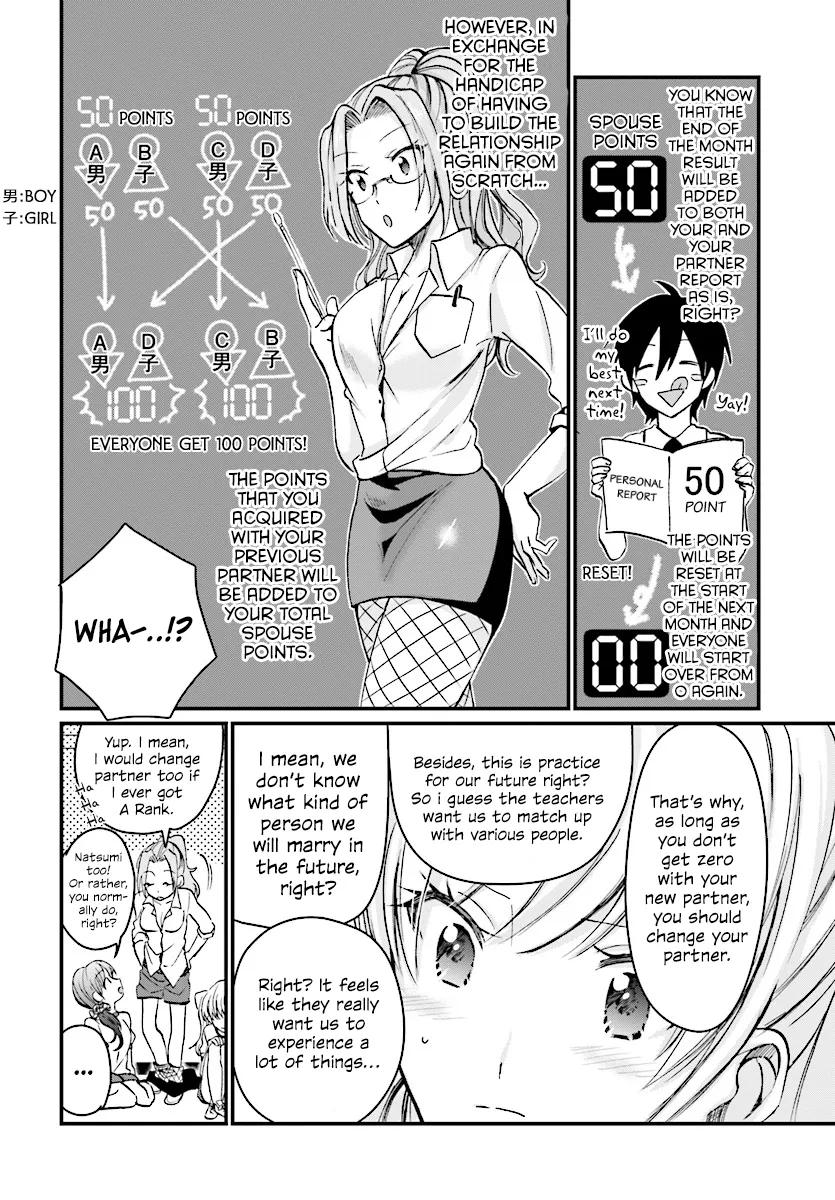 YOU KNOW
THAT THE
END OF
THE MONTH
RESULT
WILL BE
ADDED
TO BOTH
YOUR AND
YOUR
PARTNER
REPORT
AS IS,
RIGHT?
SPOUSE
POINTS
50
I'll do
my
best
next
time!
Yay!
PERSONAL
REPORT
50
POINT
RESET!
THE POINTS
WILL BE
RESET AT
THE START
OF THE NEXT
MONTH AND
EVERYONE
WILL START
OVER FROM
0 AGAIN.
00
HOWEVER, IN
EXCHANGE
FOR THE
HANDICAP
OF HAVING
TO BUILD THE
RELATIONSHIP
AGAIN FROM
SCRATCH...
50 POINTS 50 POINTS
A男 B子 C男 D子
50 50 50 50
男:BOY
子:GIRL
A男 D子 C男 B子
100 100
EVERYONE GET 100 POINTS!
THE POINTS
THAT YOU
ACQUIRED
WITH YOUR
PREVIOUS
PARTNER WILL
BE ADDED TO
YOUR TOTAL
SPOUSE
POINTS.
WHA-..!?
That's why,
as long as
you don't
get zero
with your
new partner,
you should
change your
partner.
Besides, this is practice
for our future right?
So i guess the teachers
want us to match up
with various people.
I mean, we
don't know
what kind of
person we
will marry in
the future,
right?
Right? It feels
like they really
want us to
experience a
lot of things...
Yup. I mean,
I would change
partner too if
I ever got
A Rank.
Ha
Ha
Ha
Natsumi
too!
Or rather,
you norm-
ally do,
right?
...